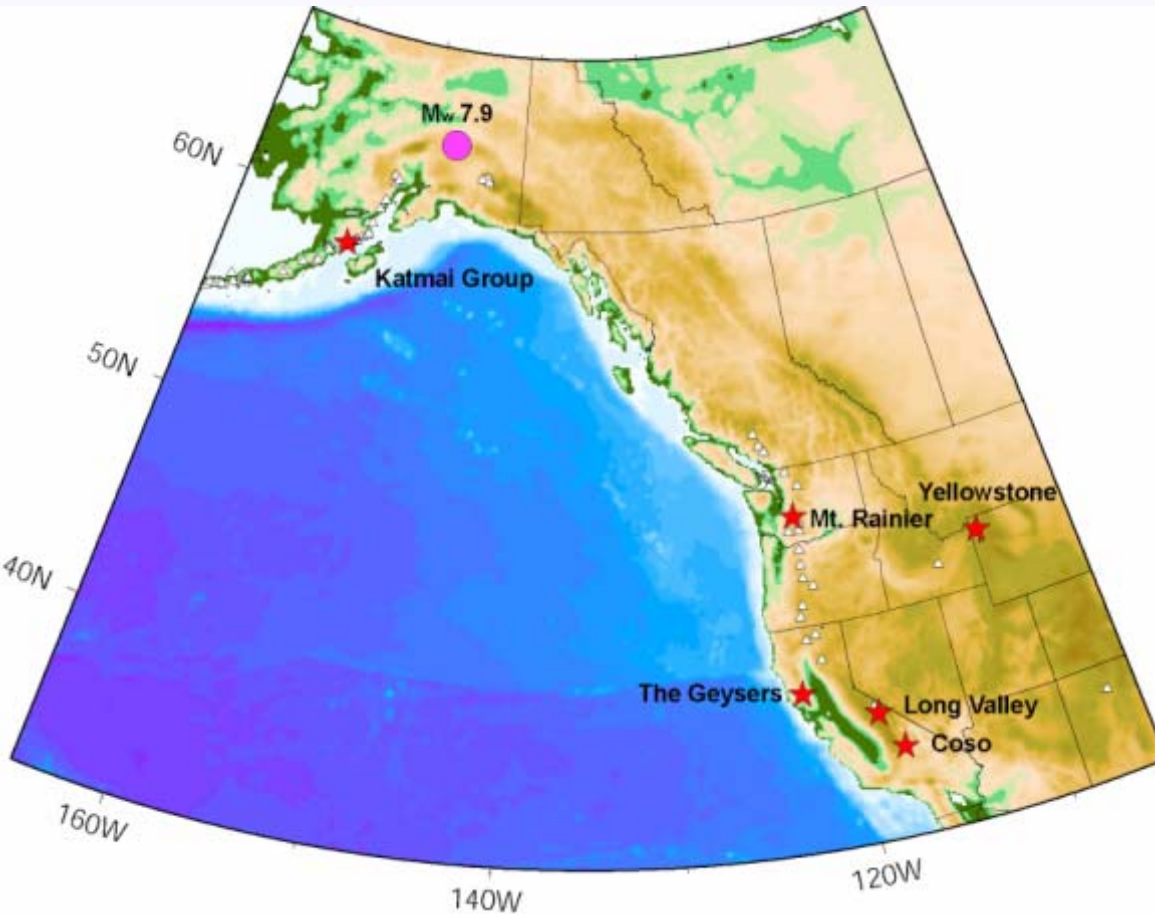 Mw 7.9
60N
Katmai Group
50N
Yellowstone
Mt. Rainier
40N
The Geysers
Long Valley
Coso
160W
120W
140W